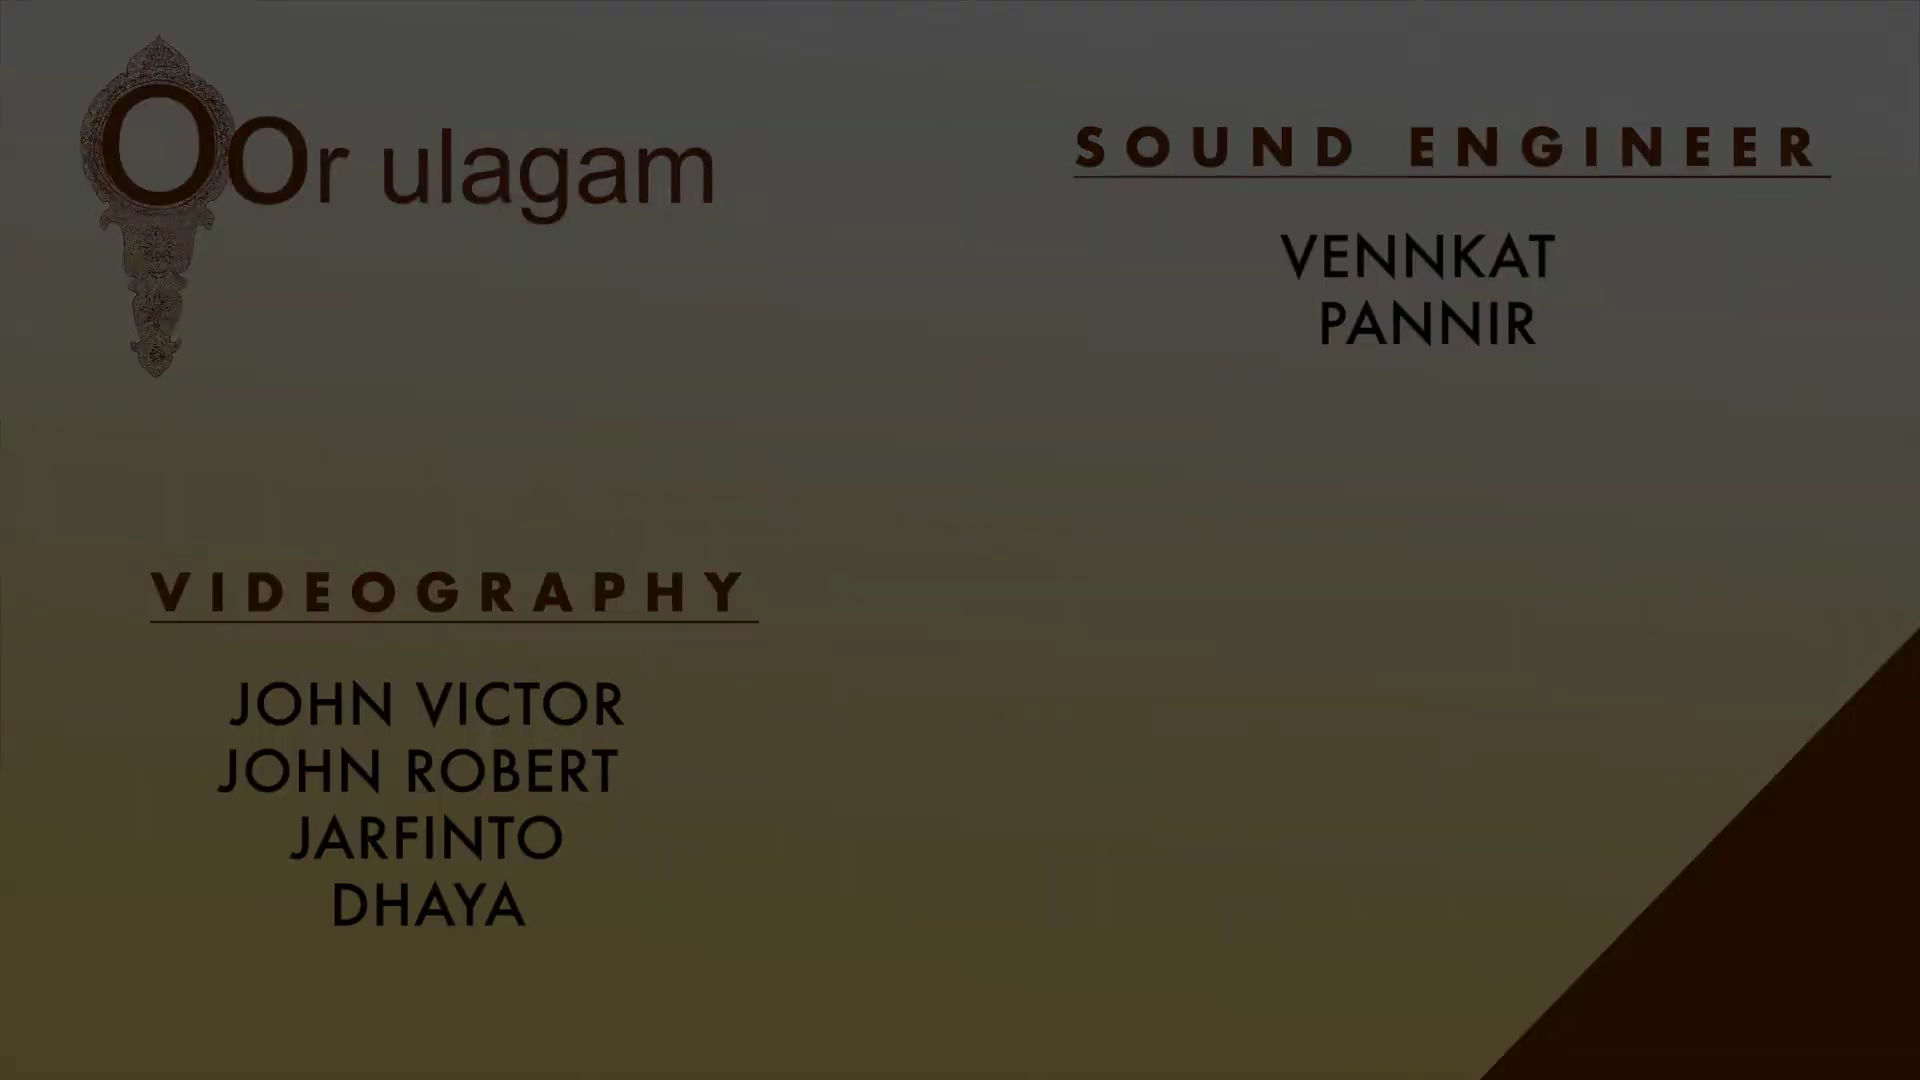 Oor ulagam
SOUND ENGINEER
VENNKAT
PANNIR
VIDEOGRAPHY
JOHN VICTOR
JOHN ROBERT
JARFINTO
DHAYA